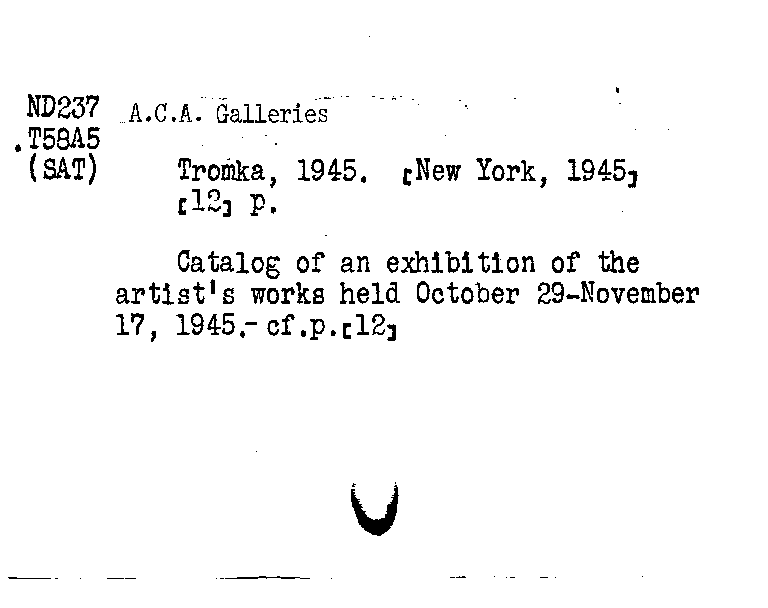 ND237 A.C.A. Galleries
.T58A5
(SAT) Tromka, 1945. [New York, 1945]
[12] p.
Catalog of an exhibition of the
artist's works held October 29-November
17, 1945.- cf.p.[12]